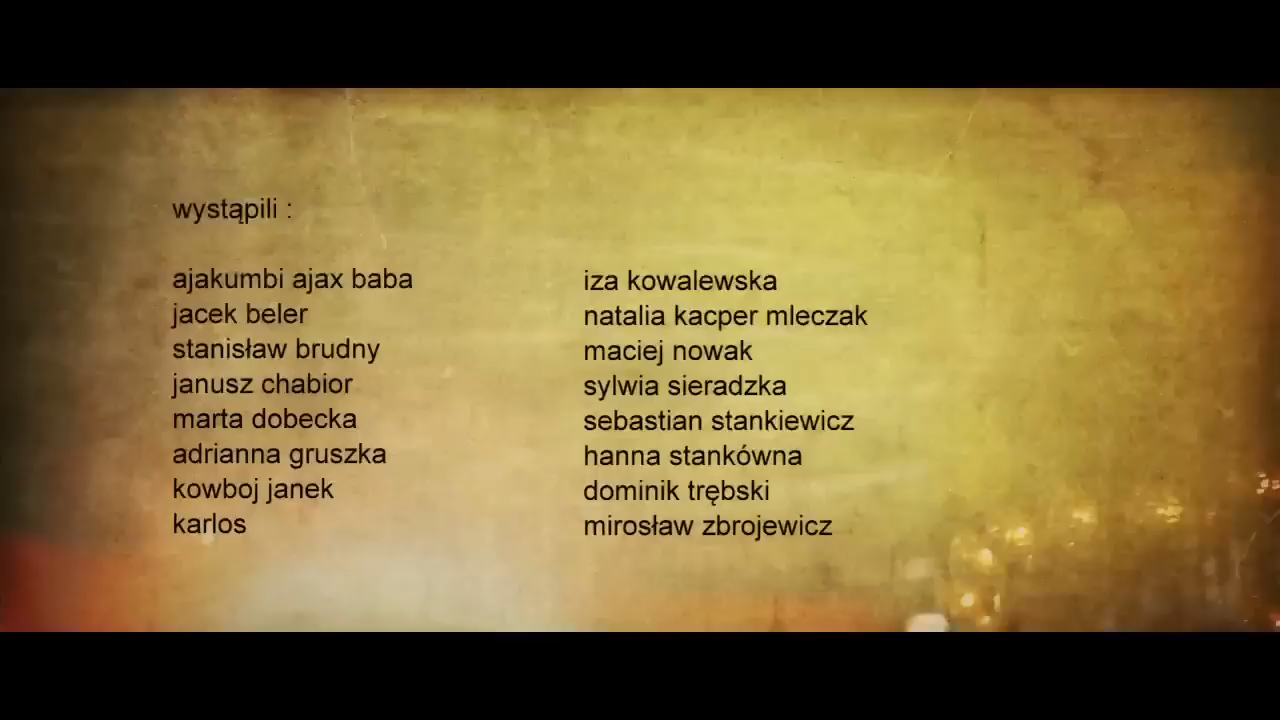 wystąpili :
ajakumbi ajax baba
jacek beler
stanisław brudny
janusz chabior
marta dobecka
adrianna gruszka
kowboj janek
karlos
iza kowalewska
natalia kacper mleczak
maciej nowak
sylwia sieradzka
sebastian stankiewicz
hanna stankówna
dominik trębski
mirosław zbrojewicz